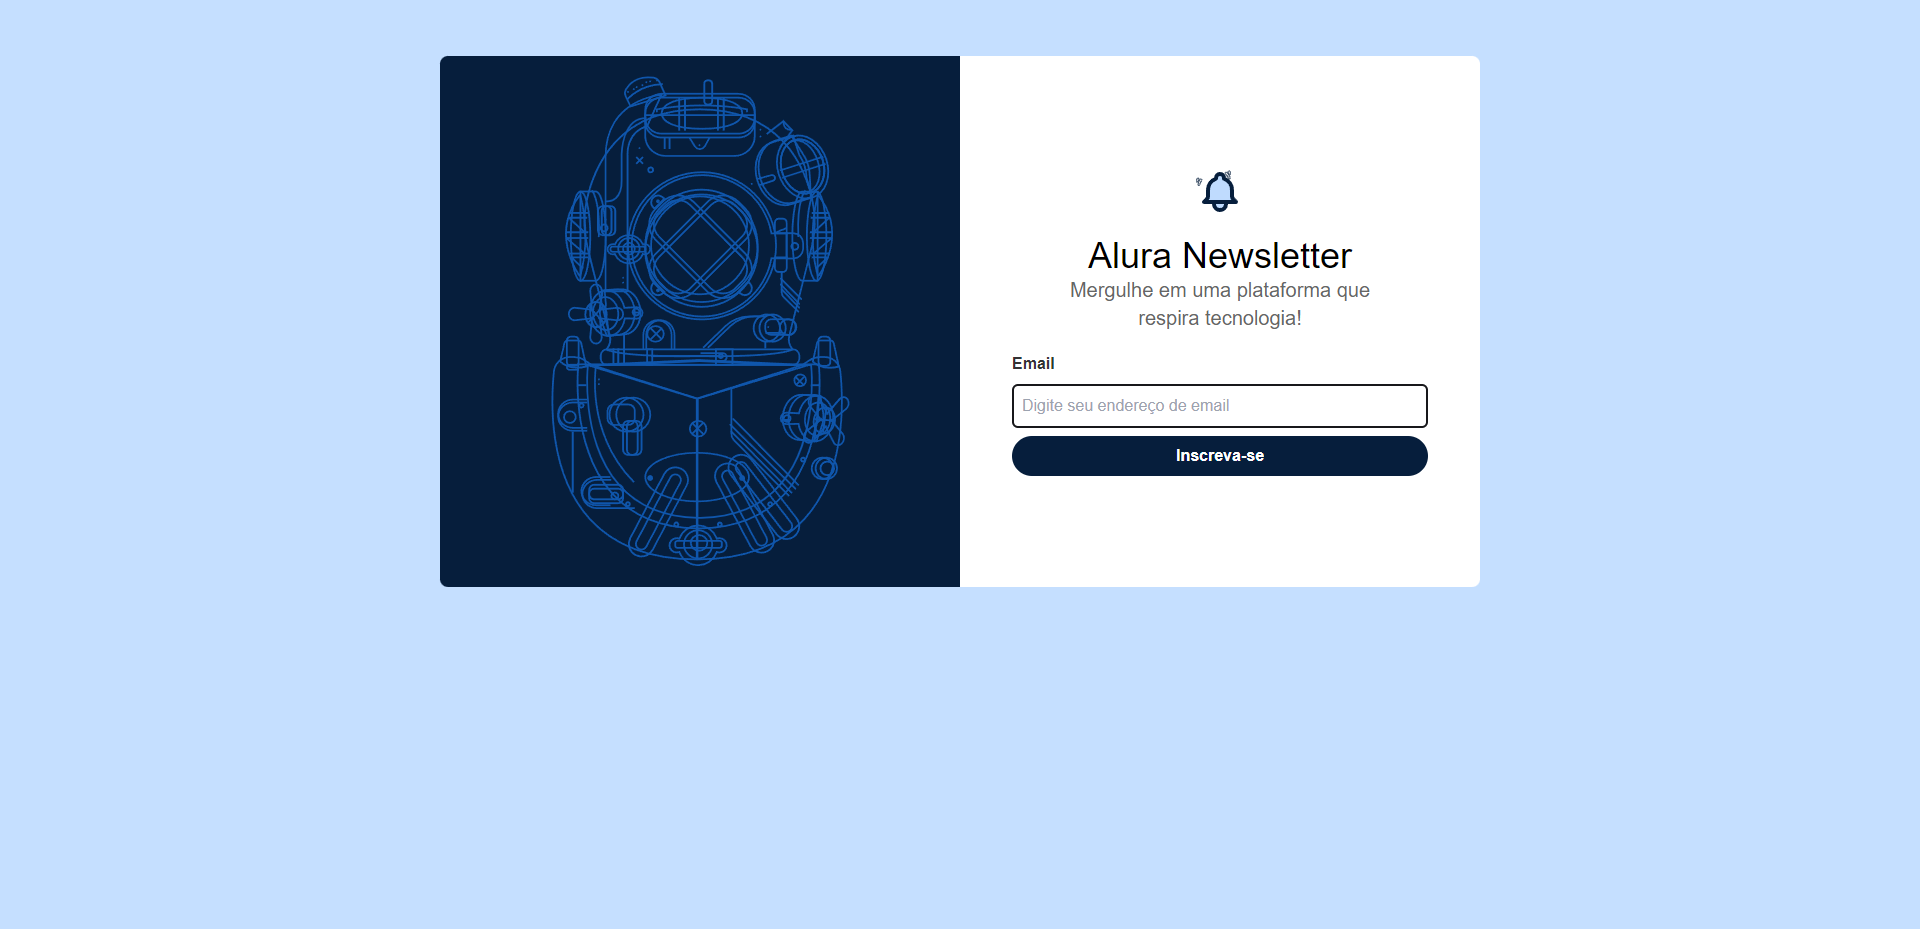 Alura Newsletter
Mergulhe em uma plataforma que
respira tecnologia!
Email
Digite seu endereço de email
Inscreva-se